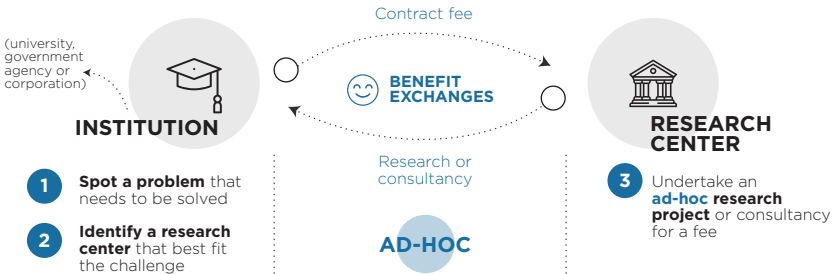 Contract fee
(university,
government
agency or
corporation)
BENEFIT
EXCHANGES
INSTITUTION
RESEARCH
CENTER
Research or
consultancy
1
Spot a problem that
needs to be solved
2
Identify a research
center that best fit
the challenge
AD-HOC
3
Undertake an
ad-hoc research
project or consultancy
for a fee